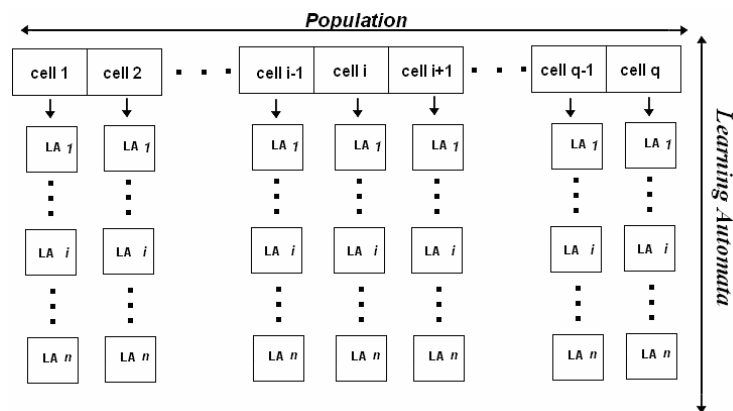 Population
cell 1 cell 2 . . . cell i-1 cell i cell i+1 . . . cell q-1 cell q
LA 1 LA 1 LA 1 LA 1 LA 1 LA 1 LA 1
LA i LA i LA i LA i LA i LA i LA i
LA n LA n LA n LA n LA n LA n LA n
Learning Automata